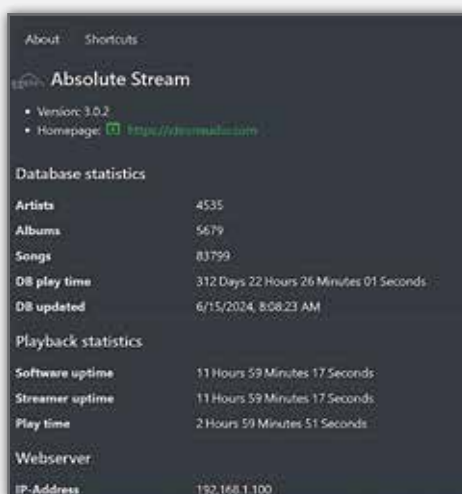 About Shortcuts
Absolute Stream
• Version: 3.0.2
• Homepage:
Database statistics
Artists 4535
Albums 5679
Songs 83799
DB play time 312 Days 22 Hours 26 Minutes 01 Seconds
DB updated 6/15/2024, 8:08:23 AM
Playback statistics
Software uptime 11 Hours 59 Minutes 17 Seconds
Streamer uptime 11 Hours 59 Minutes 17 Seconds
Play time 2 Hours 59 Minutes 51 Seconds
Webserver
IP-Address 192.168.1.100